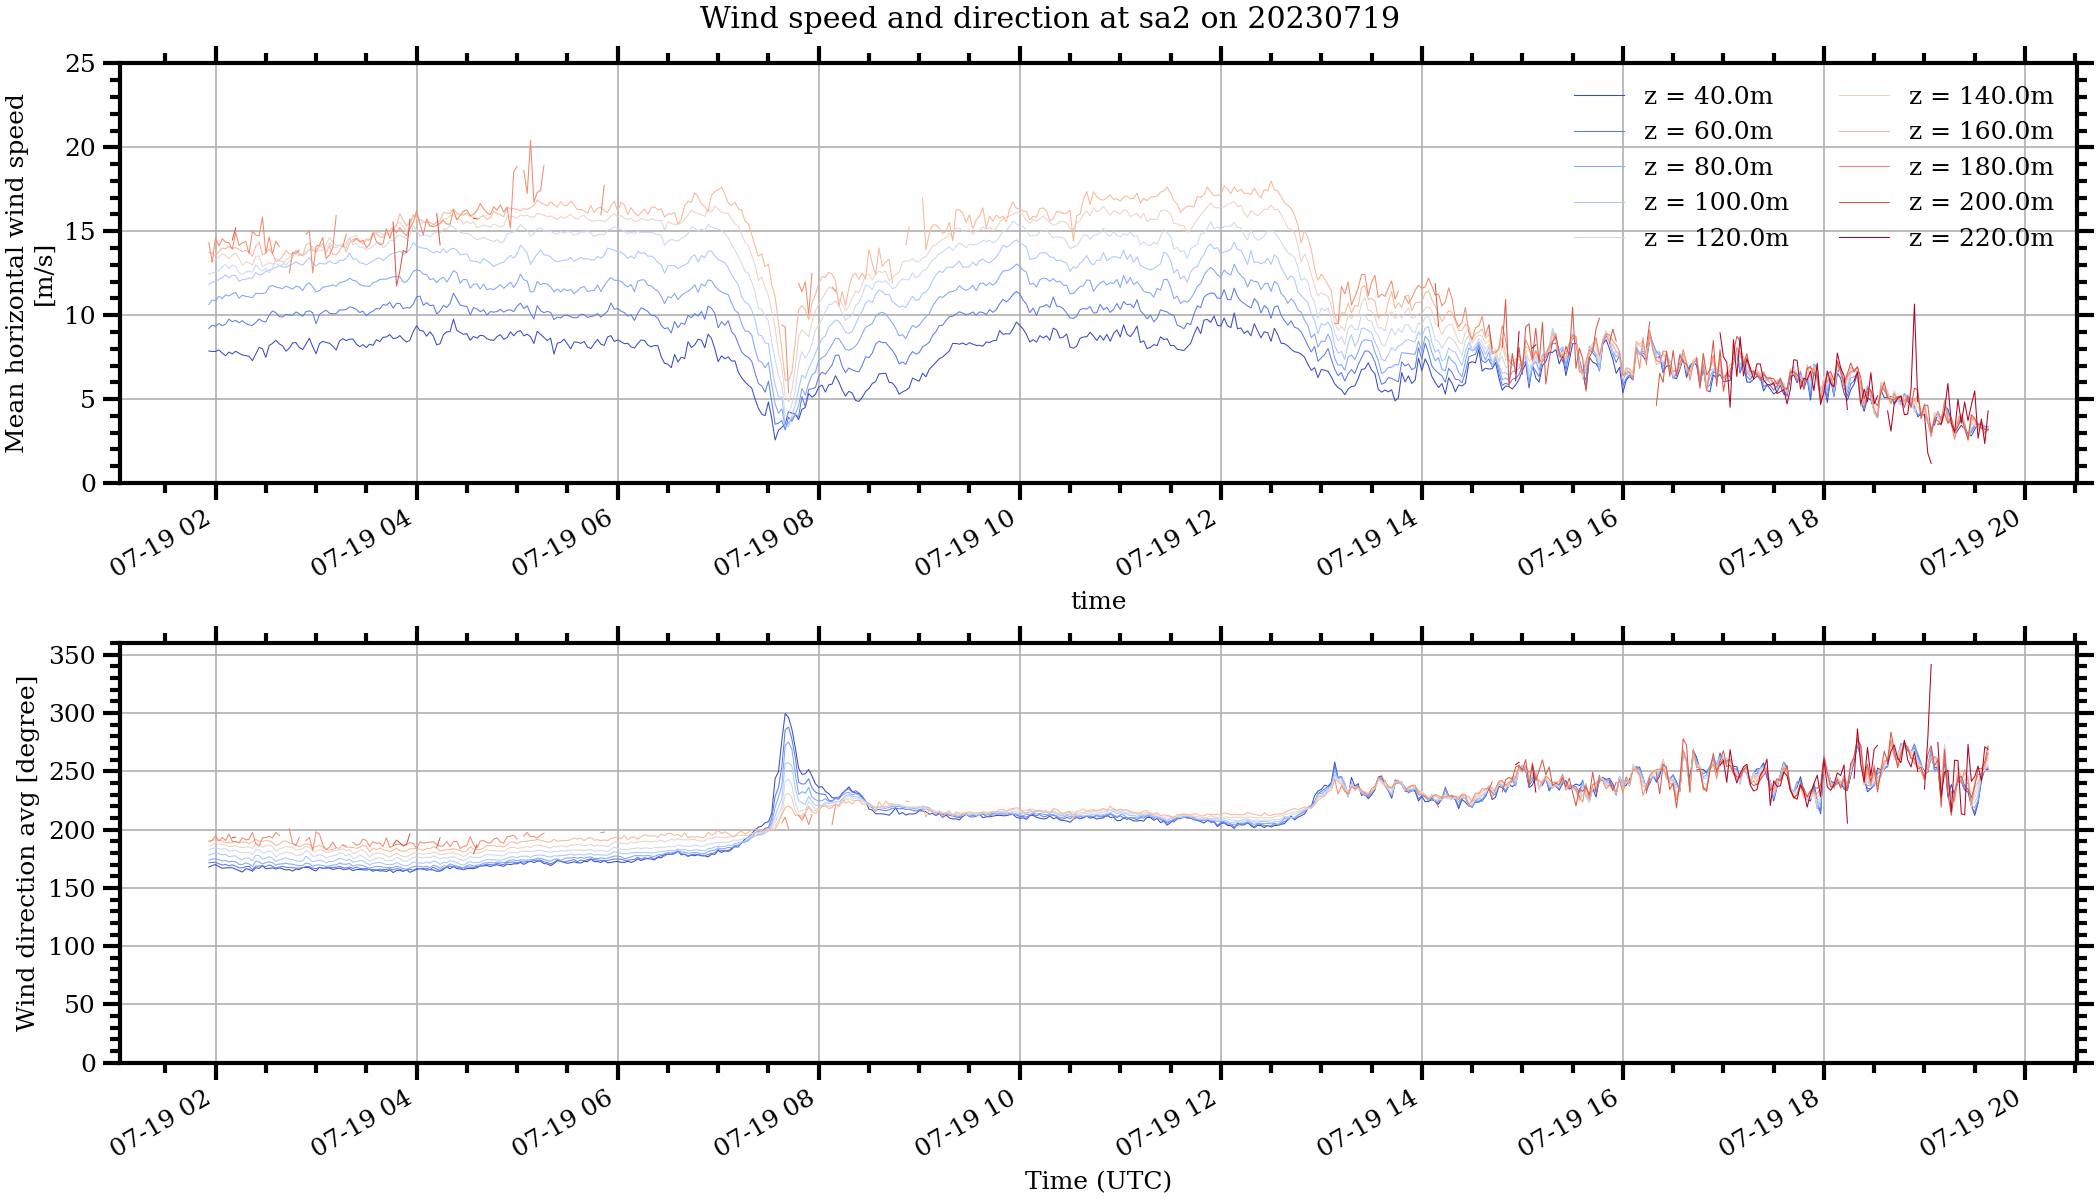 Wind speed and direction at sa2 on 20230719
Mean horizontal wind speed
[m/s]
25
20
15
10
5
0
z = 40.0m
z = 60.0m
z = 80.0m
z = 100.0m
z = 120.0m
z = 140.0m
z = 160.0m
z = 180.0m
z = 200.0m
z = 220.0m
07-19 02
07-19 04
07-19 06
07-19 08
07-19 10
07-19 12
07-19 14
07-19 16
07-19 18
07-19 20
time
Wind direction avg [degree]
350
300
250
200
150
100
50
0
07-19 02
07-19 04
07-19 06
07-19 08
07-19 10
07-19 12
07-19 14
07-19 16
07-19 18
07-19 20
Time (UTC)